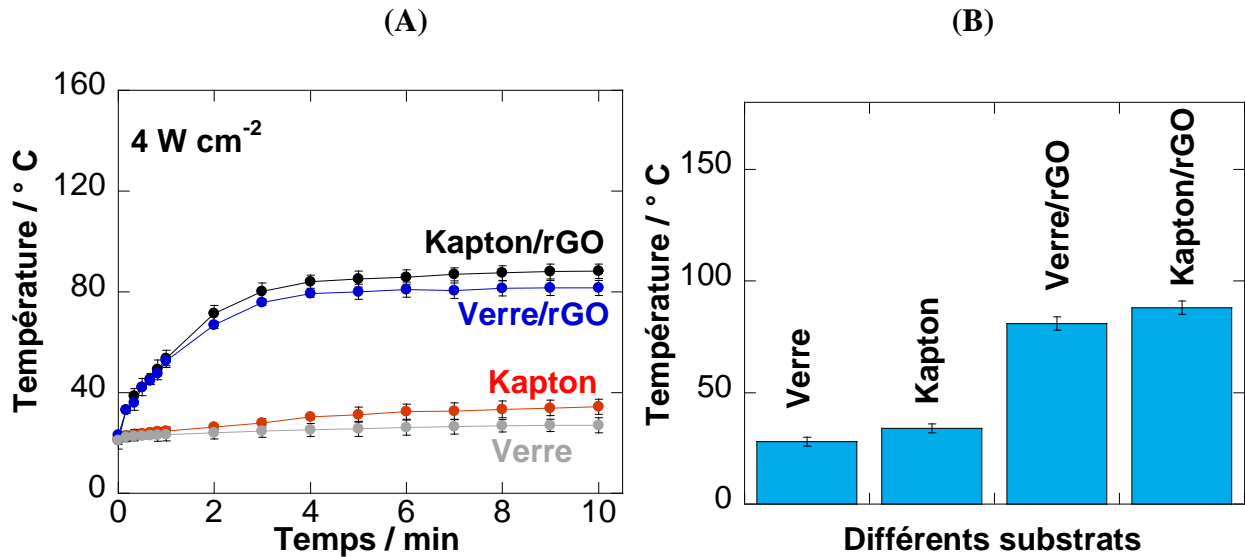 (A)
(B)
Température / ° C
160
120
80
40
0
4 W cm-2
Kapton/rGO
Verre/rGO
Kapton
Verre
0
2
4
6
8
10
Temps / min
Température / ° C
150
100
50
0
Verre
Kapton
Verre/rGO
Kapton/rGO
Différents substrats